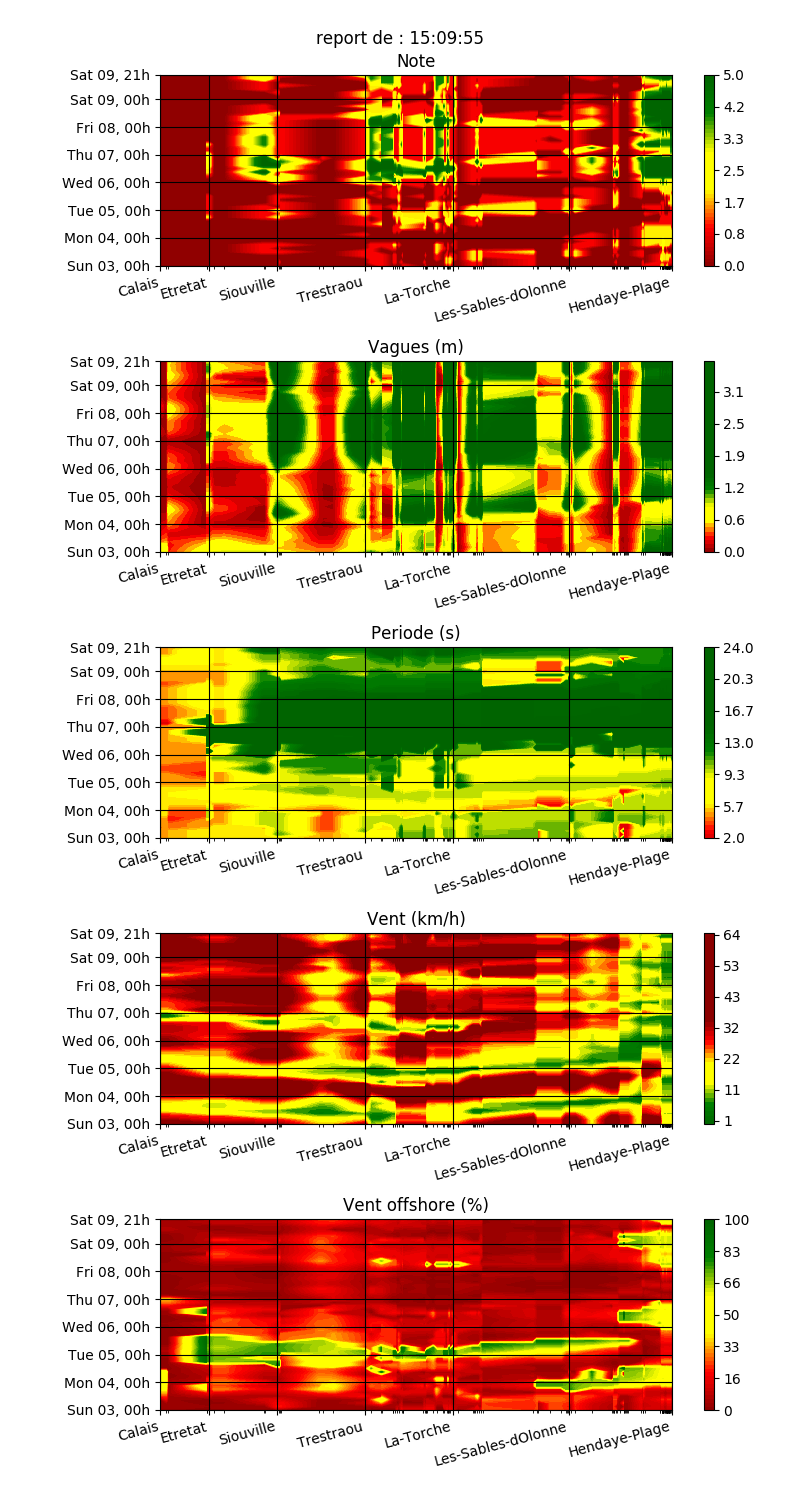 report de : 15:09:55
Note
Sat 09, 21h
Sat 09, 00h
Fri 08, 00h
Thu 07, 00h
Wed 06, 00h
Tue 05, 00h
Mon 04, 00h
Sun 03, 00h
Calais
Etretat
Siouville
Trestraou
La-Torche
Les-Sables-dOlonne
Hendaye-Plage
5.0
4.2
3.3
2.5
1.7
0.8
0.0
Vagues (m)
Sat 09, 21h
Sat 09, 00h
Fri 08, 00h
Thu 07, 00h
Wed 06, 00h
Tue 05, 00h
Mon 04, 00h
Sun 03, 00h
Calais
Etretat
Siouville
Trestraou
La-Torche
Les-Sables-dOlonne
Hendaye-Plage
3.1
2.5
1.9
1.2
0.6
0.0
Periode (s)
Sat 09, 21h
Sat 09, 00h
Fri 08, 00h
Thu 07, 00h
Wed 06, 00h
Tue 05, 00h
Mon 04, 00h
Sun 03, 00h
Calais
Etretat
Siouville
Trestraou
La-Torche
Les-Sables-dOlonne
Hendaye-Plage
24.0
20.3
16.7
13.0
9.3
5.7
2.0
Vent (km/h)
Sat 09, 21h
Sat 09, 00h
Fri 08, 00h
Thu 07, 00h
Wed 06, 00h
Tue 05, 00h
Mon 04, 00h
Sun 03, 00h
Calais
Etretat
Siouville
Trestraou
La-Torche
Les-Sables-dOlonne
Hendaye-Plage
64
53
43
32
22
11
1
Vent offshore (%)
Sat 09, 21h
Sat 09, 00h
Fri 08, 00h
Thu 07, 00h
Wed 06, 00h
Tue 05, 00h
Mon 04, 00h
Sun 03, 00h
Calais
Etretat
Siouville
Trestraou
La-Torche
Les-Sables-dOlonne
Hendaye-Plage
100
83
66
50
33
16
0